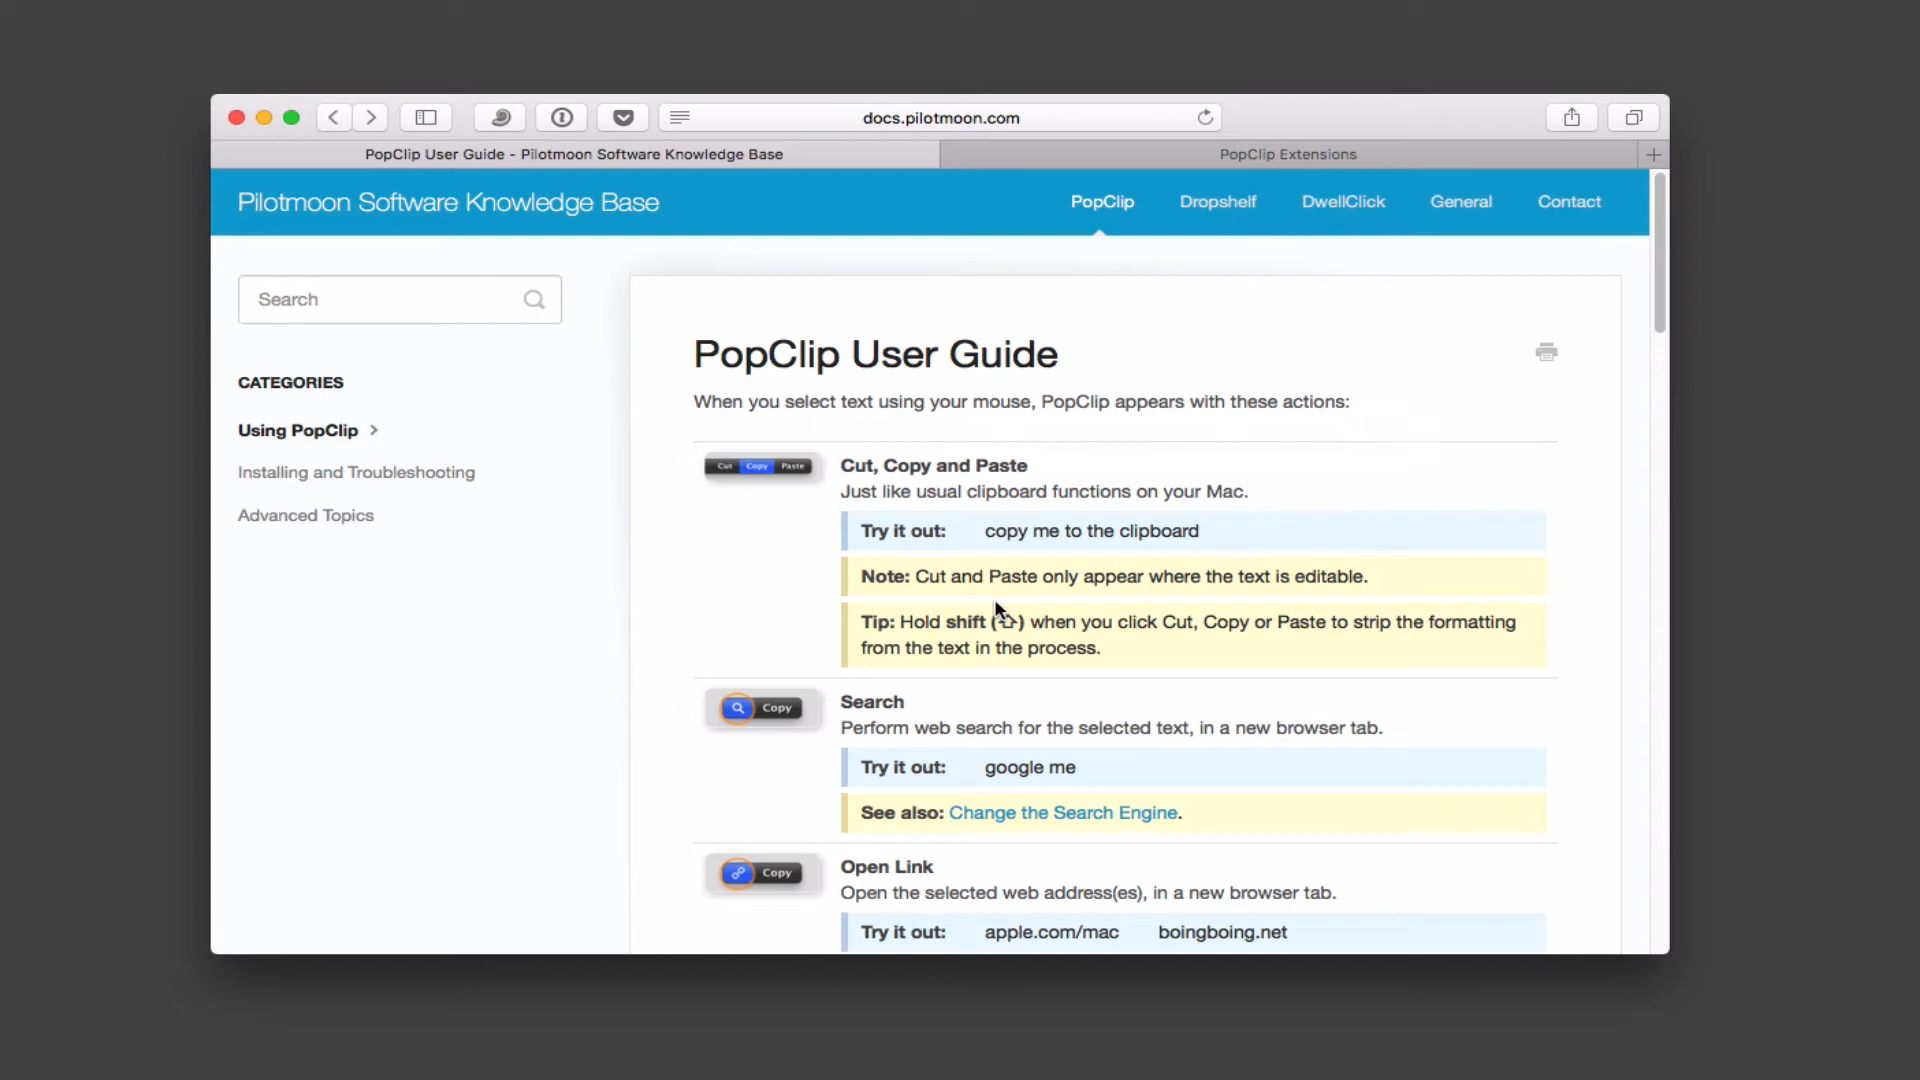 docs.pilotmoon.com
PopClip User Guide - Pilotmoon Software Knowledge Base
PopClip Extensions
Pilotmoon Software Knowledge Base
PopClip
Dropshelf
DwellClick
General
Contact
Search
CATEGORIES
Using PopClip
Installing and Troubleshooting
Advanced Topics
PopClip User Guide
When you select text using your mouse, PopClip appears with these actions:
Cut Copy Paste
Cut, Copy and Paste
Just like usual clipboard functions on your Mac.
Try it out: copy me to the clipboard
Note: Cut and Paste only appear where the text is editable.
Tip: Hold shift (⇧) when you click Cut, Copy or Paste to strip the formatting
from the text in the process.
Copy
Search
Perform web search for the selected text, in a new browser tab.
Try it out: google me
See also: Change the Search Engine.
Copy
Open Link
Open the selected web address(es), in a new browser tab.
Try it out: apple.com/mac boingboing.net